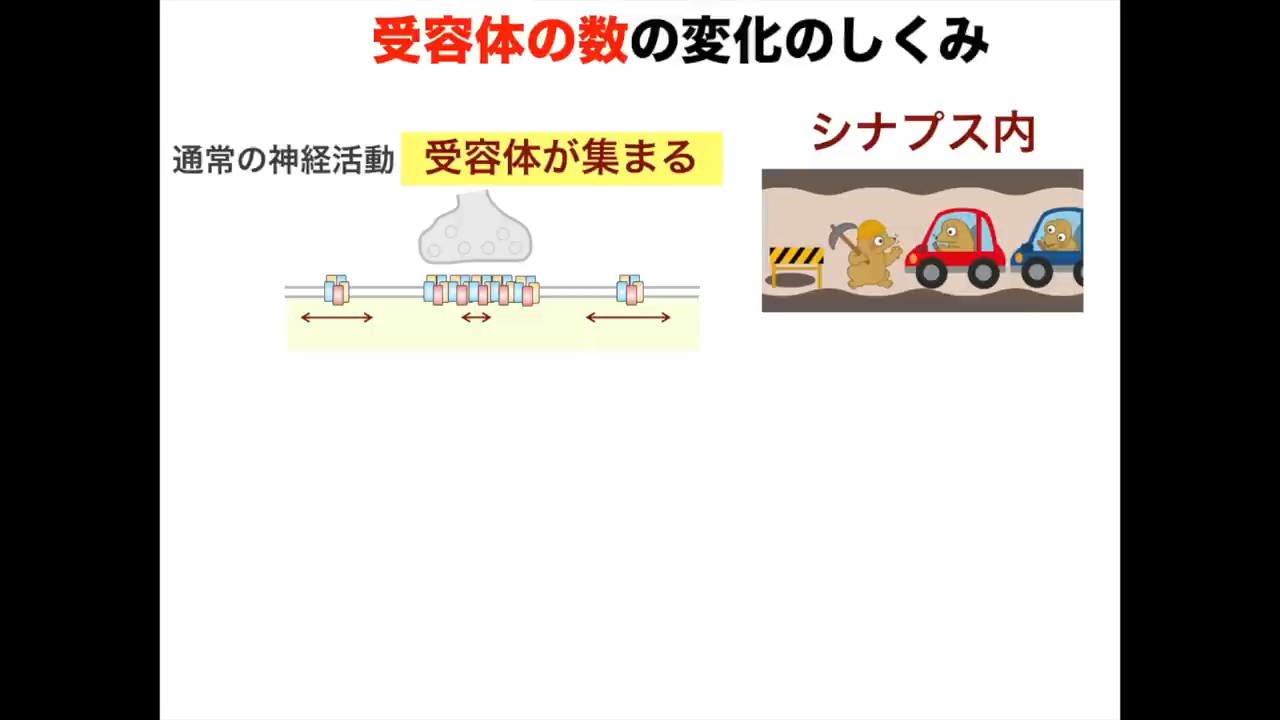 受容体の数の変化のしくみ
通常の神経活動
受容体が集まる
シナプス内